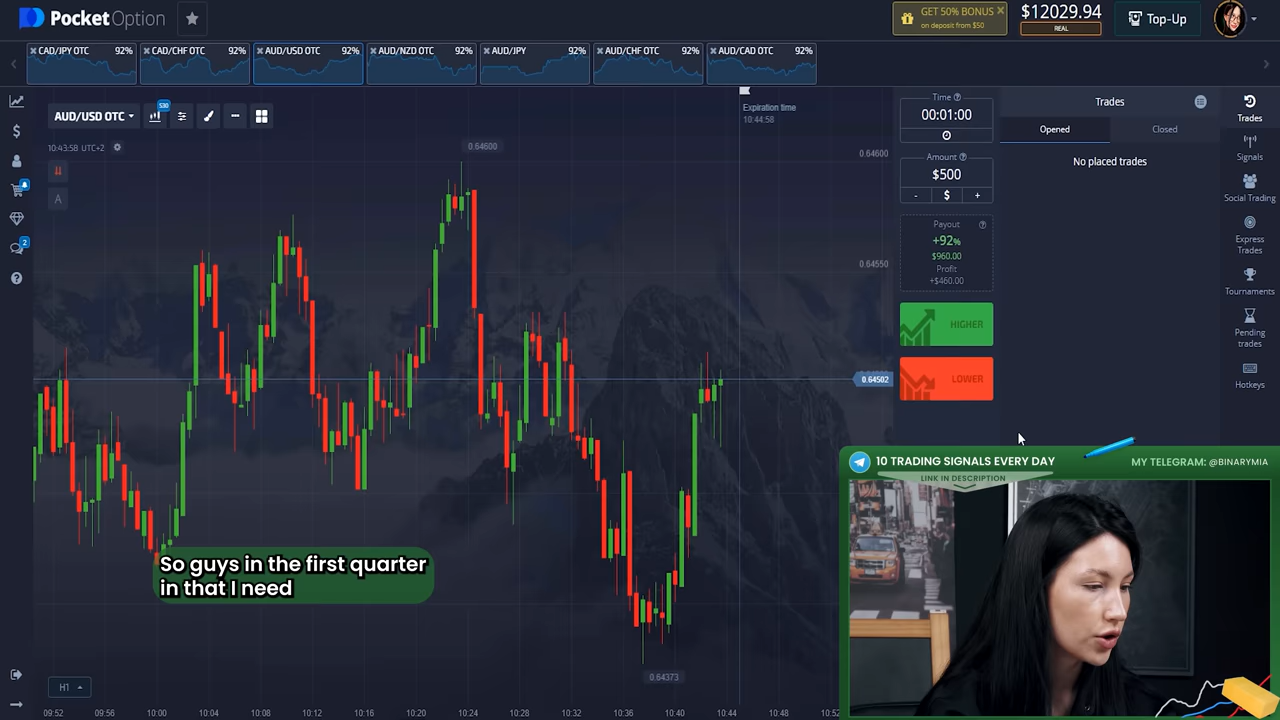 PocketOption
GET 50% BONUS
on deposit from $50
$12029.94
REAL
Top-Up
CAD/JPY OTC 92%
CAD/CHF OTC 92%
AUD/USD OTC 92%
AUD/NZD OTC 92%
AUD/JPY 92%
AUD/CHF OTC 92%
AUD/CAD OTC 92%
AUD/USD OTC
S30
10:43:58 UTC+2
A
2
0.64600
Expiration time
10:44:58
0.64600
0.64550
0.64502
0.64373
Time
00:01:00
Amount
$500
- $ +
Payout
+92%
$960.00
Profit
+$460.00
HIGHER
LOWER
Trades
Opened
Closed
No placed trades
Trades
Signals
Social Trading
Express
Trades
Tournaments
Pending
trades
Hotkeys
10 TRADING SIGNALS EVERY DAY
LINK IN DESCRIPTION
MY TELEGRAM: @BINARYMIA
So guys in the first quarter
in that I need
H1
09:52 09:56 10:00 10:04 10:08 10:12 10:16 10:20 10:24 10:28 10:32 10:36 10:40 10:44 10:48 10:52